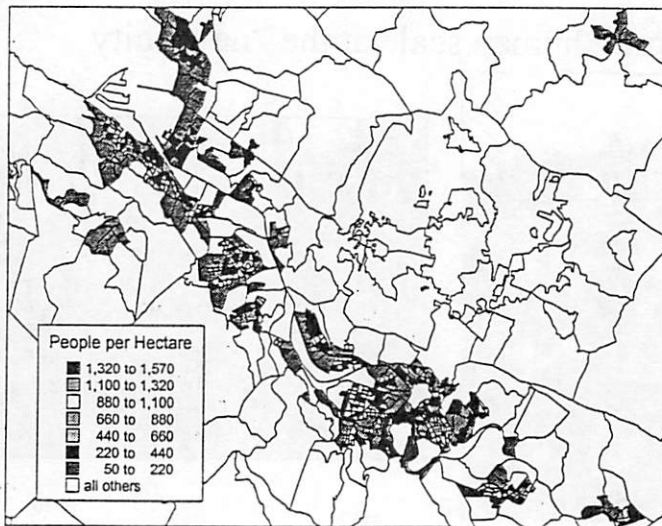 People per Hectare
1,320 to 1,570
1,100 to 1,320
880 to 1,100
660 to 880
440 to 660
220 to 440
50 to 220
all others